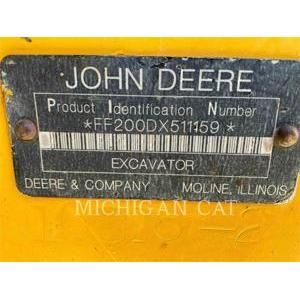 JOHN DEERE
Product Identification Number
*FF200DX511159*
EXCAVATOR
DEERE & COMPANY MOLINE, ILLINOIS
MICHIGAN CAT